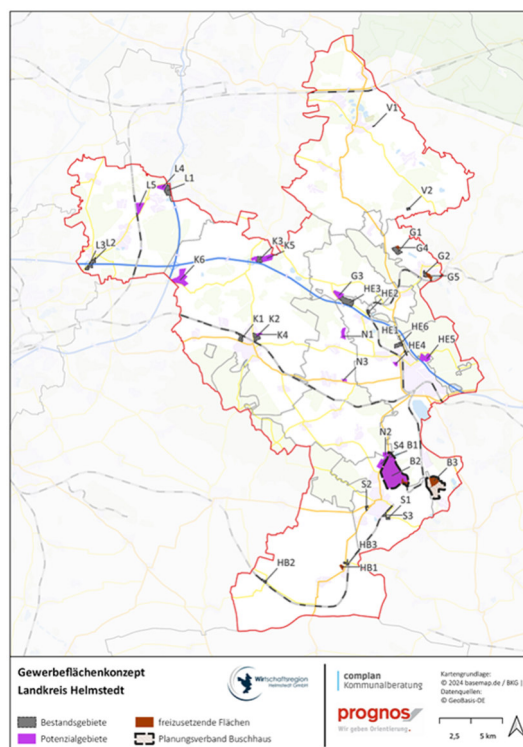 V1
V2
L4
L1
L5
L3
L2
G1
G4
G2
G5
K3
K5
K6
G3
HE3
HE2
K1
K2
K4
N1
HE1
HE6
HE4
HE5
N3
N2
S4
B1
B2
B3
S2
S1
S3
HB3
HB2
HB1
Gewerbeflächenkonzept
Landkreis Helmstedt
Wirtschaftsregion
Helmstedt GmbH
complan
Kommunalberatung
prognos
Wir geben Orientierung.
Kartengrundlage:
© 2024 basemap.de / BKG |
Datenquellen:
© GeoBasis-DE
Bestandsgebiete
Potenzialgebiete
freizusetzende Flächen
Planungsverband Buschhaus
2,5 5 km